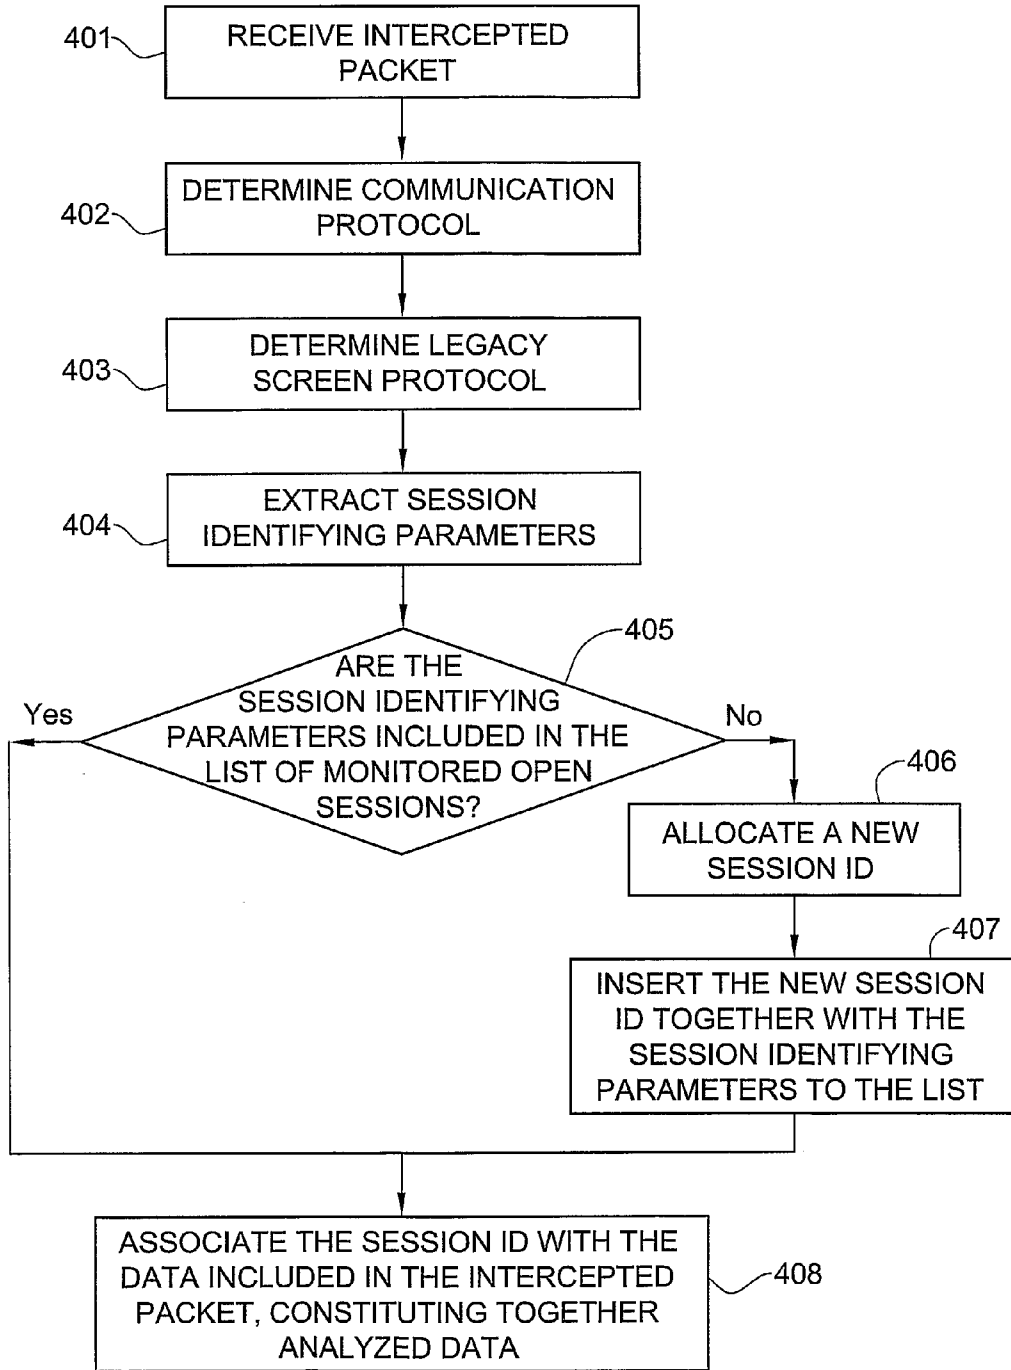 401
RECEIVE INTERCEPTED
PACKET
402
DETERMINE COMMUNICATION
PROTOCOL
403
DETERMINE LEGACY
SCREEN PROTOCOL
404
EXTRACT SESSION
IDENTIFYING PARAMETERS
405
ARE THE
SESSION IDENTIFYING
PARAMETERS INCLUDED IN THE
LIST OF MONITORED OPEN
SESSIONS?
Yes
No
406
ALLOCATE A NEW
SESSION ID
407
INSERT THE NEW SESSION
ID TOGETHER WITH THE
SESSION IDENTIFYING
PARAMETERS TO THE LIST
ASSOCIATE THE SESSION ID WITH THE
DATA INCLUDED IN THE INTERCEPTED
PACKET, CONSTITUTING TOGETHER
ANALYZED DATA
408